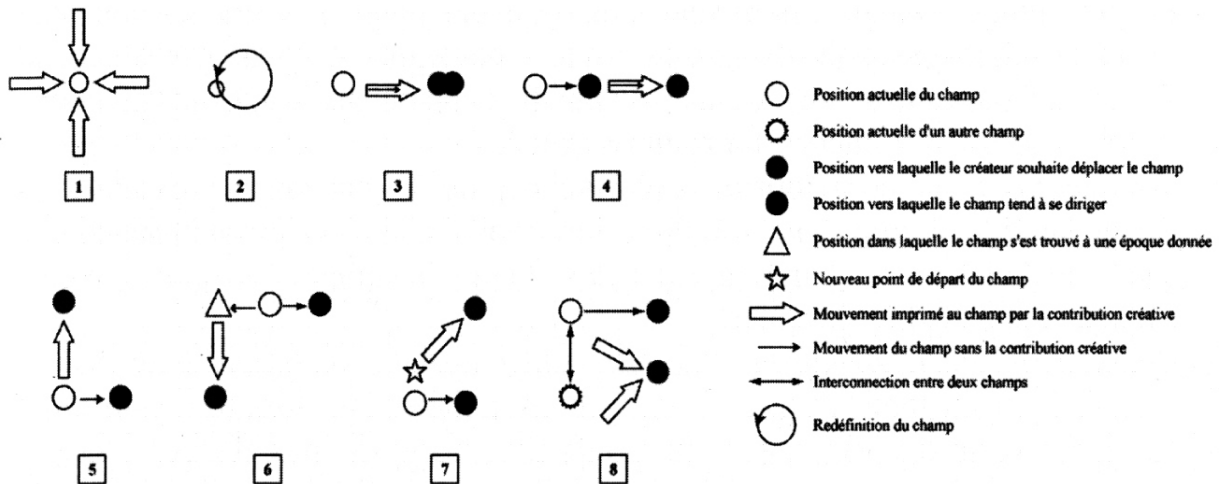 1
2
3
4
5
6
7
8
Position actuelle du champ
Position actuelle d'un autre champ
Position vers laquelle le créateur souhaite déplacer le champ
Position vers laquelle le champ tend à se diriger
Position dans laquelle le champ s'est trouvé à une époque donnée
Nouveau point de départ du champ
Mouvement imprimé au champ par la contribution créative
Mouvement du champ sans la contribution créative
Interconnection entre deux champs
Redéfinition du champ